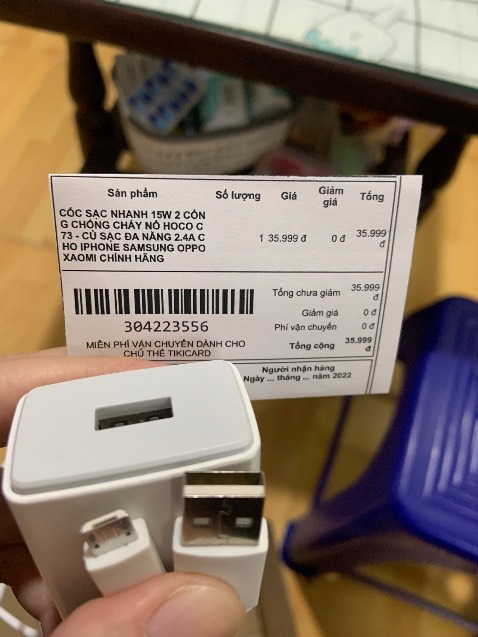 Sản phẩm Số lượng Giá Giảm giá Tổng
CỐC SẠC NHANH 15W 2 CỔN
G CHỐNG CHÁY NỔ HOCO C
73 - CỦ SẠC ĐA NĂNG 2.4A C
HO IPHONE SAMSUNG OPPO
XAOMI CHÍNH HÃNG
1 35.999 đ 0 đ 35.999 đ
304223556
MIỄN PHÍ VẬN CHUYỂN DÀNH CHO
CHỦ THẺ TIKICARD
Tổng chưa giảm 35.999 đ
Giảm giá 0 đ
Phí vận chuyển 0 đ
Tổng cộng 35.999 đ
Người nhận hàng
Ngày ... tháng ... năm 2022